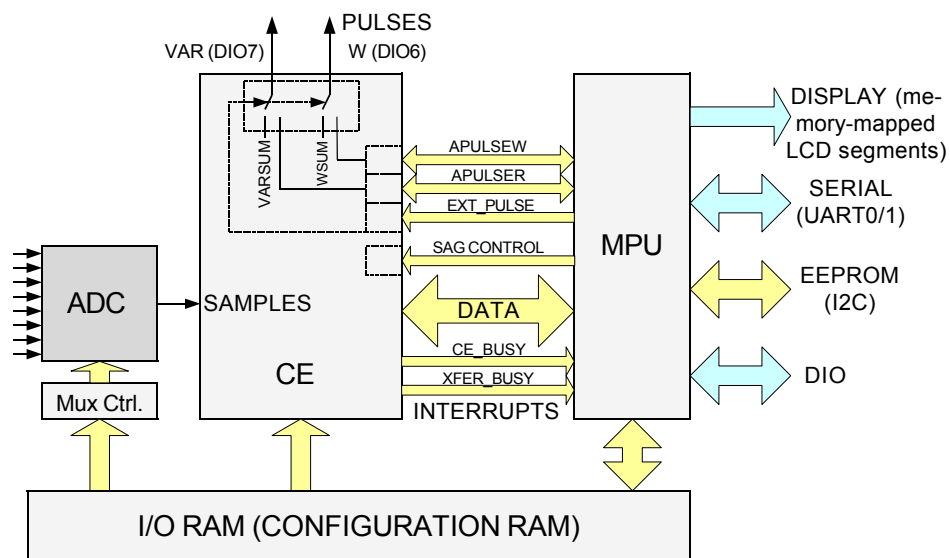 PULSES
VAR (DIO7)
W (DIO6)
VARSUM
WSUM
APULSEW
APULSER
EXT_PULSE
SAG CONTROL
DATA
CE_BUSY
XFER_BUSY
INTERRUPTS
ADC
SAMPLES
CE
Mux Ctrl.
MPU
DISPLAY (me-
mory-mapped
LCD segments)
SERIAL
(UART0/1)
EEPROM
(I2C)
DIO
I/O RAM (CONFIGURATION RAM)